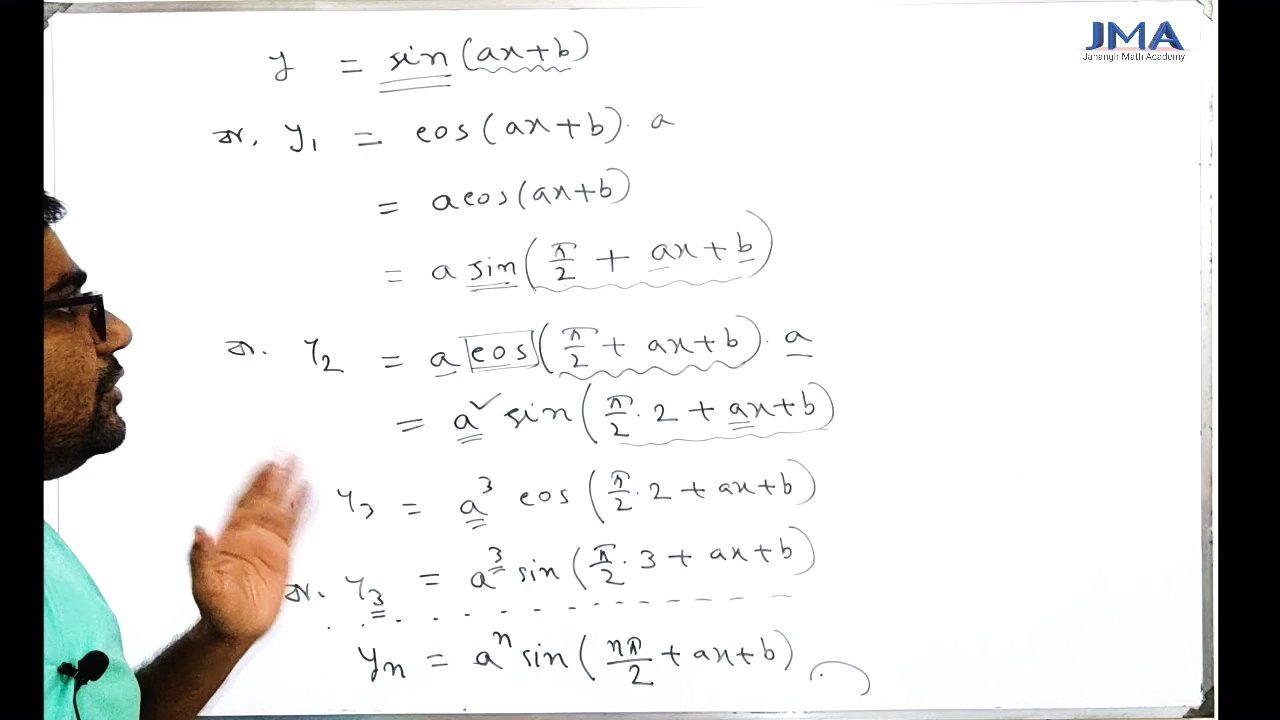 JMA
Jahangir Math Academy
y = sin (ax+b)
বা, y₁ = cos(ax+b). a
= a cos(ax+b)
= a sin(π/2 + ax+b)
বা. y₂ = a cos(π/2 + ax+b). a
= a² sin(π/2 . 2 + ax+b)
y₃ = a³ cos(π/2 . 2 + ax+b)
বা. y₃ = a³ sin(π/2 . 3 + ax+b)
yₙ = aⁿ sin(nπ/2 + ax+b)